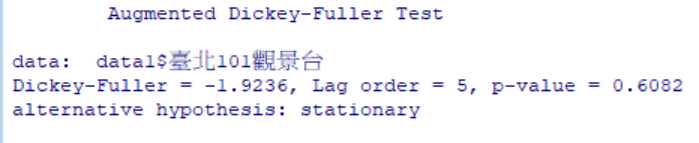 Augmented Dickey-Fuller Test
data:  data1$臺北101觀景台
Dickey-Fuller = -1.9236, Lag order = 5, p-value = 0.6082
alternative hypothesis: stationary